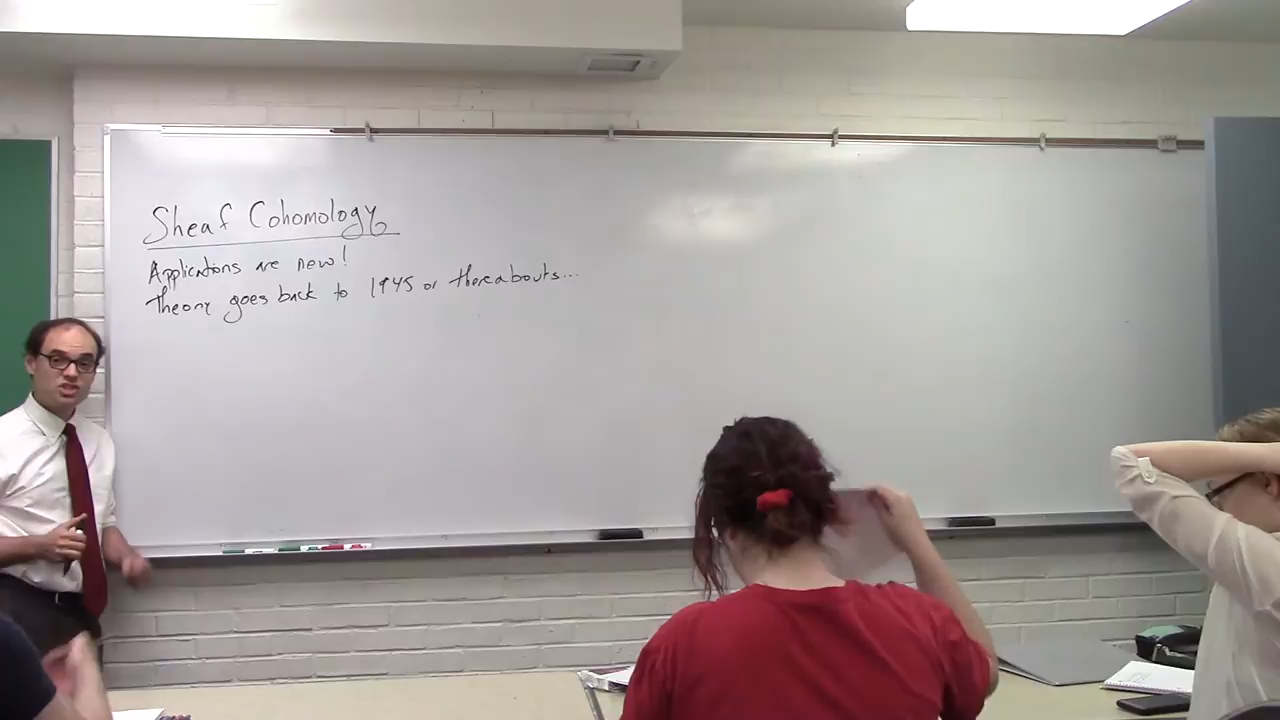 Sheaf Cohomology
Applications are new!
Theory goes back to 1945 or thereabouts...